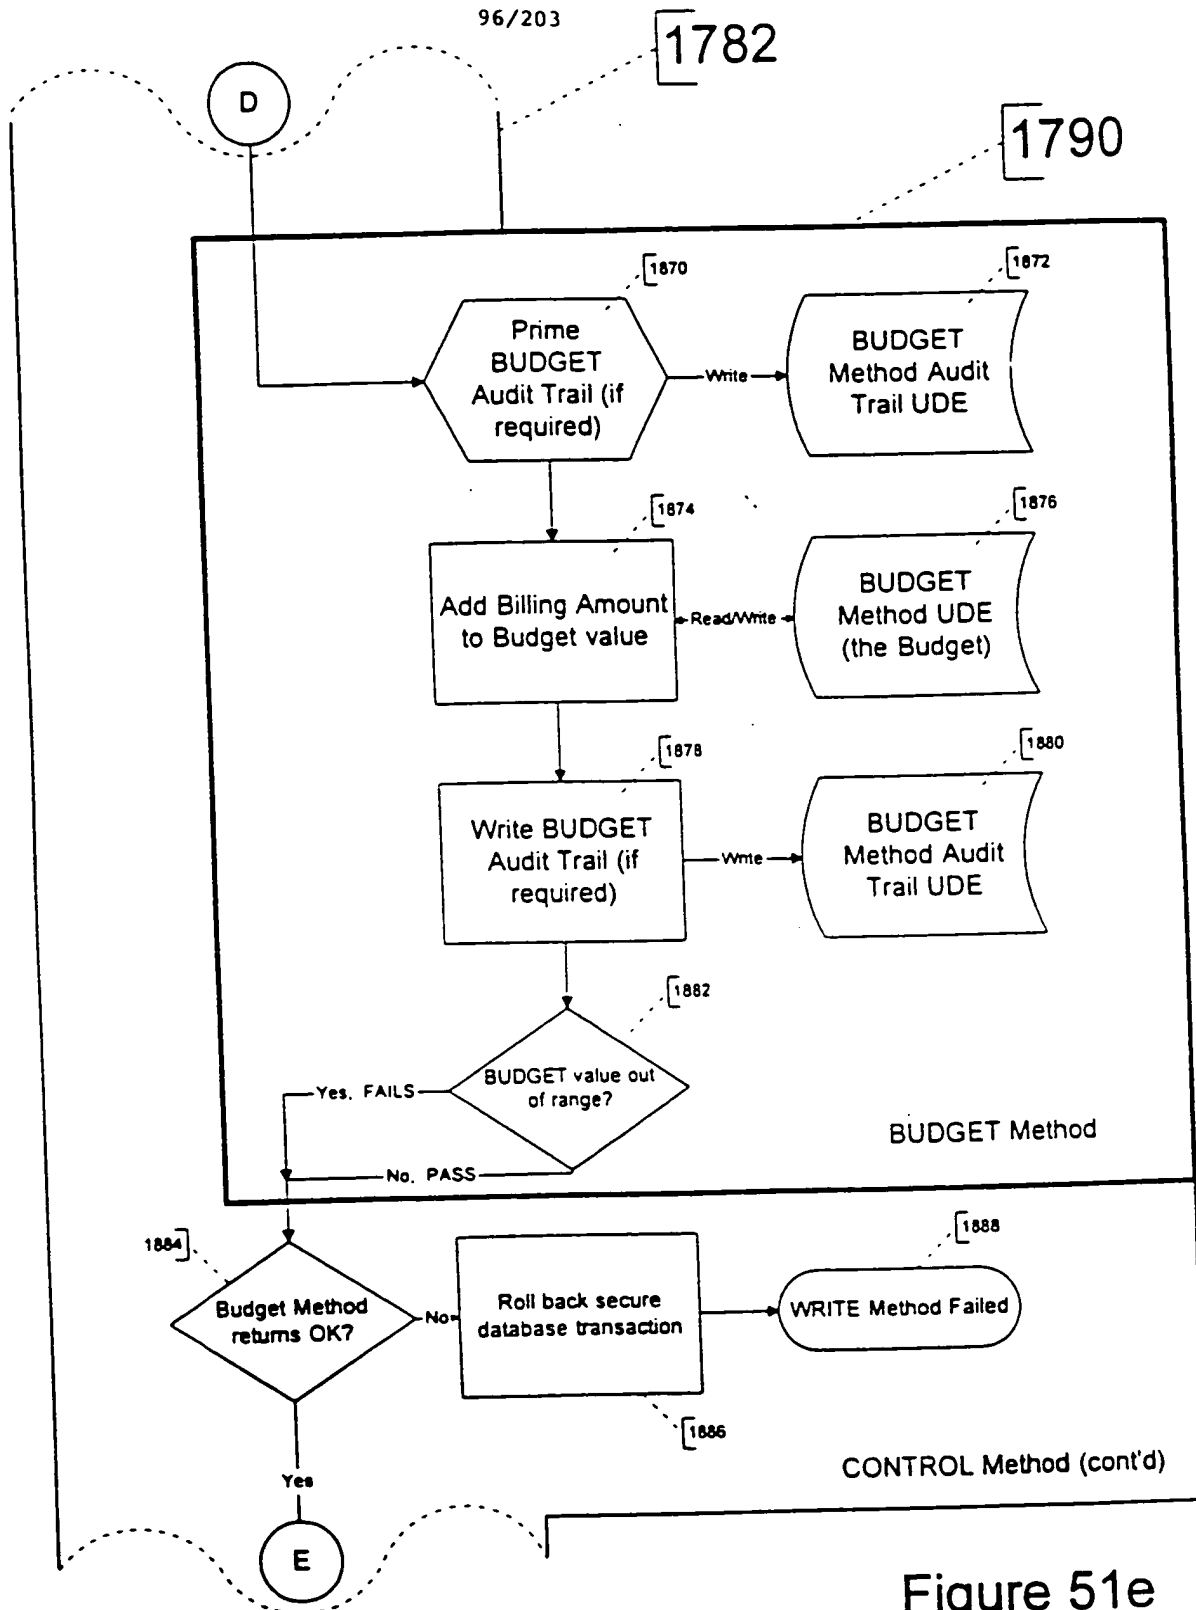 96/203
1782
D
1790
1870
1872
Prime
BUDGET
Audit Trail (if
required)
Write
BUDGET
Method Audit
Trail UDE
1874
1876
Add Billing Amount
to Budget value
Read/Write
BUDGET
Method UDE
(the Budget)
1878
1880
Write BUDGET
Audit Trail (if
required)
Write
BUDGET
Method Audit
Trail UDE
1882
BUDGET value out
of range?
Yes, FAILS
No, PASS
BUDGET Method
1884
1888
Budget Method
returns OK?
No
Roll back secure
database transaction
WRITE Method Failed
1886
Yes
CONTROL Method (cont'd)
E
Figure 51e